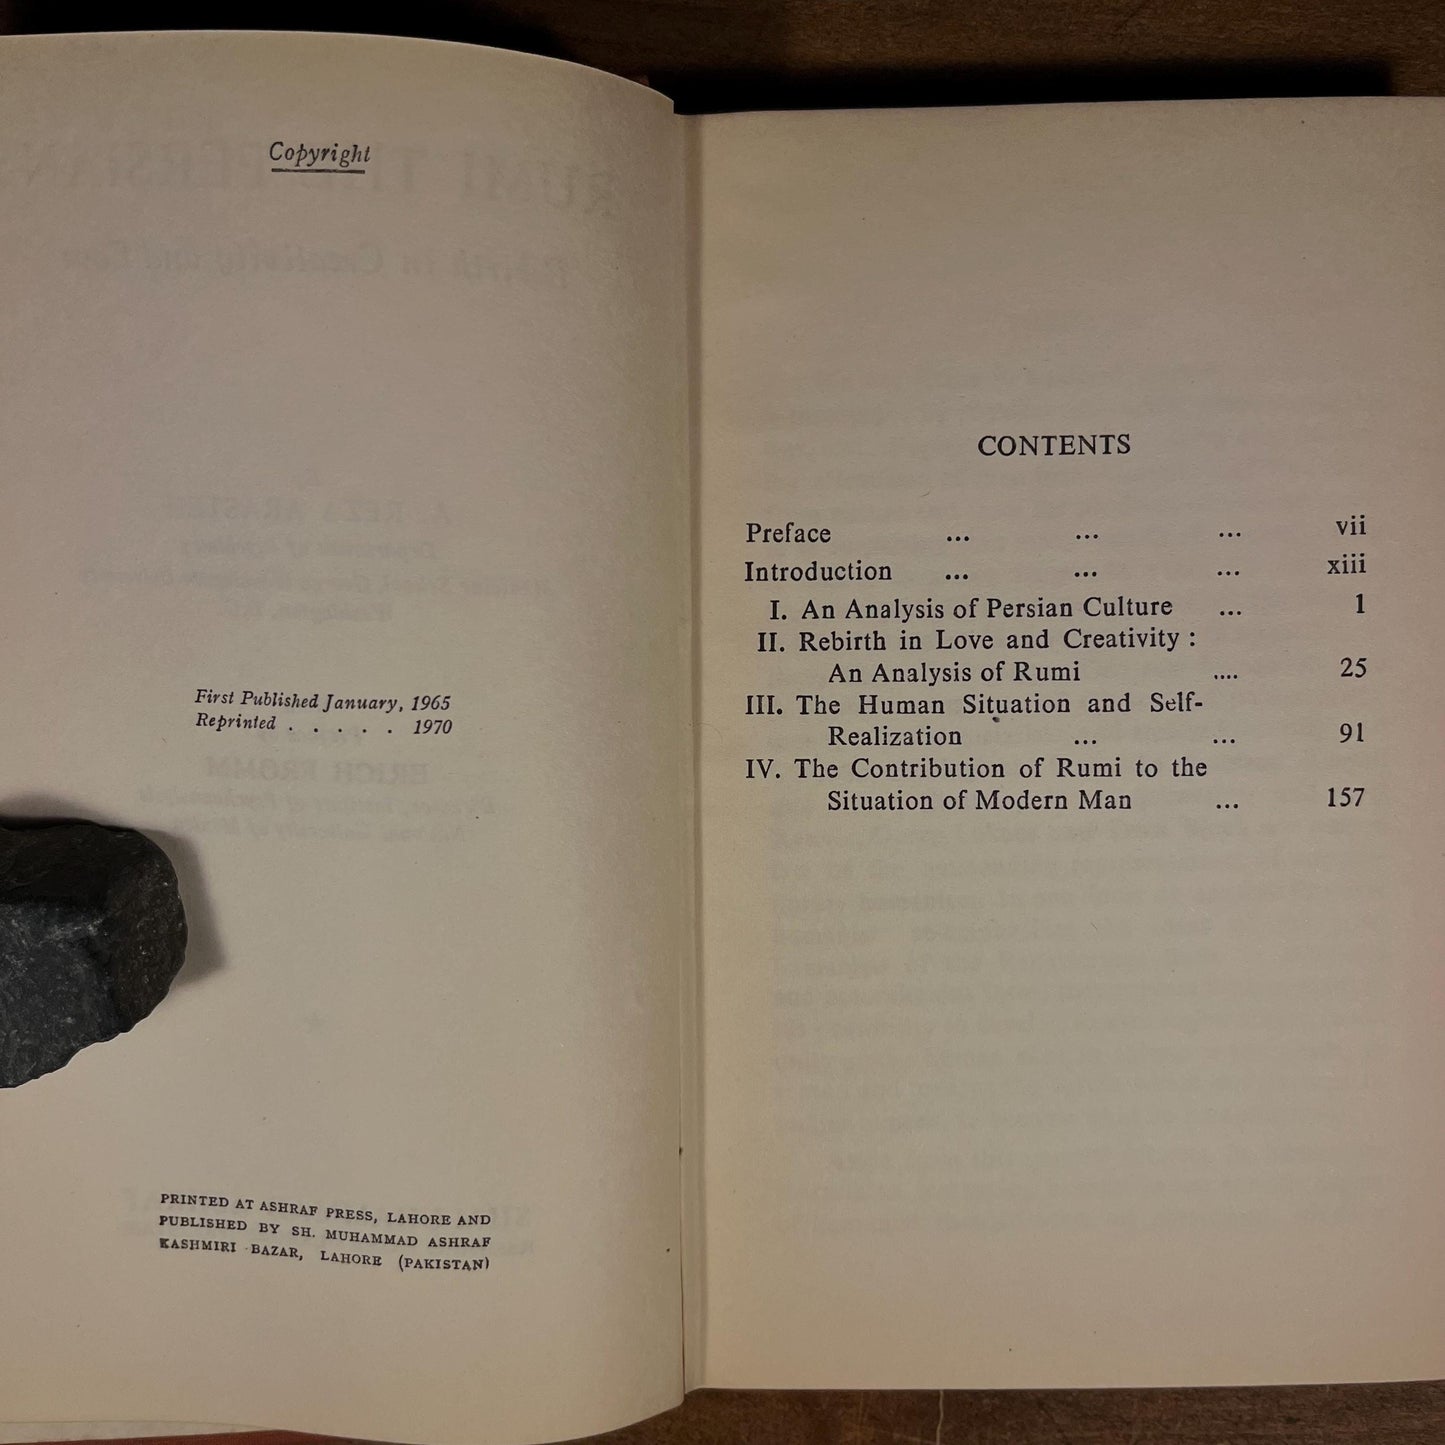 Copyright
First Published January, 1965
Reprinted . . . . . 1970
PRINTED AT ASHRAF PRESS, LAHORE AND
PUBLISHED BY SH. MUHAMMAD ASHRAF
KASHMIRI BAZAR, LAHORE (PAKISTAN)
CONTENTS
Preface ... ... ... vii
Introduction ... ... ... xiii
I. An Analysis of Persian Culture ... 1
II. Rebirth in Love and Creativity :
An Analysis of Rumi .... 25
III. The Human Situation and Self-
Realization ... ... 91
IV. The Contribution of Rumi to the
Situation of Modern Man ... 157